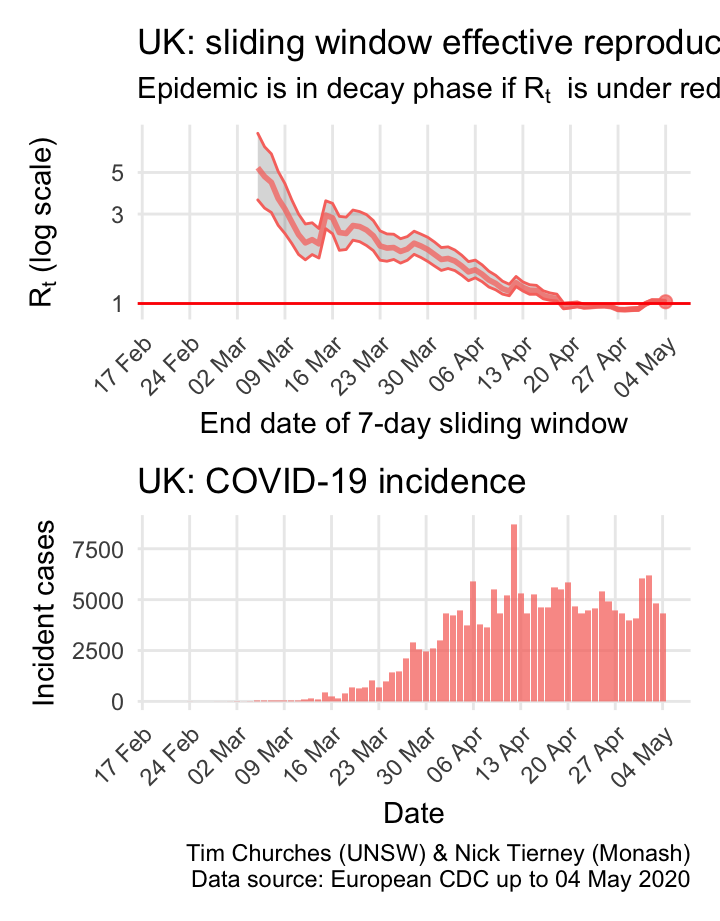 UK: sliding window effective reproduc
Epidemic is in decay phase if Rt is under red
Rt (log scale)
5
3
1
17 Feb
24 Feb
02 Mar
09 Mar
16 Mar
23 Mar
30 Mar
06 Apr
13 Apr
20 Apr
27 Apr
04 May
End date of 7-day sliding window
UK: COVID-19 incidence
Incident cases
7500
5000
2500
0
17 Feb
24 Feb
02 Mar
09 Mar
16 Mar
23 Mar
30 Mar
06 Apr
13 Apr
20 Apr
27 Apr
04 May
Date
Tim Churches (UNSW) & Nick Tierney (Monash)
Data source: European CDC up to 04 May 2020